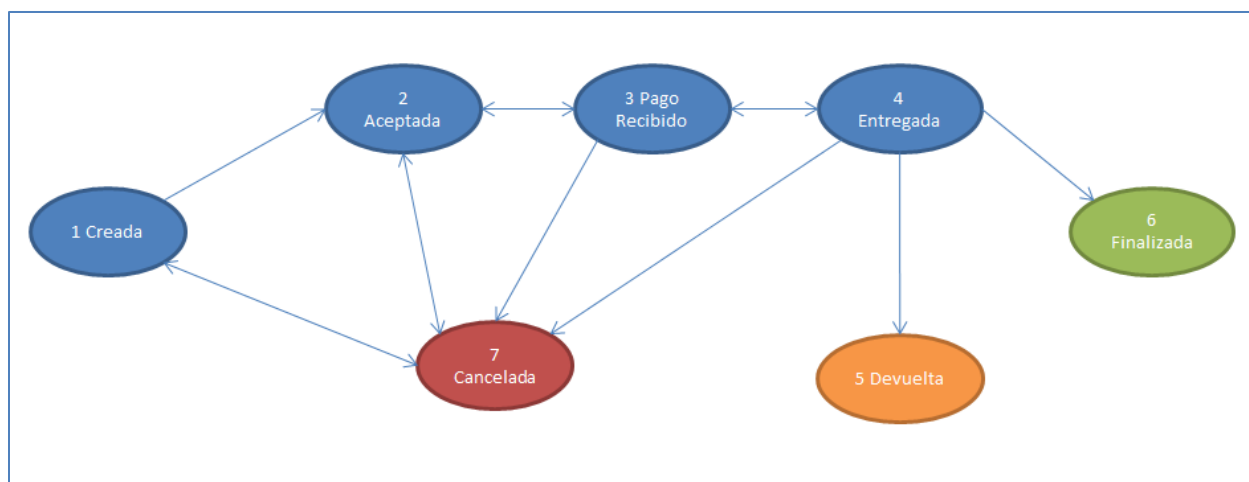 2
Aceptada
3 Pago
Recibido
4
Entregada
1 Creada
6
Finalizada
7
Cancelada
5 Devuelta